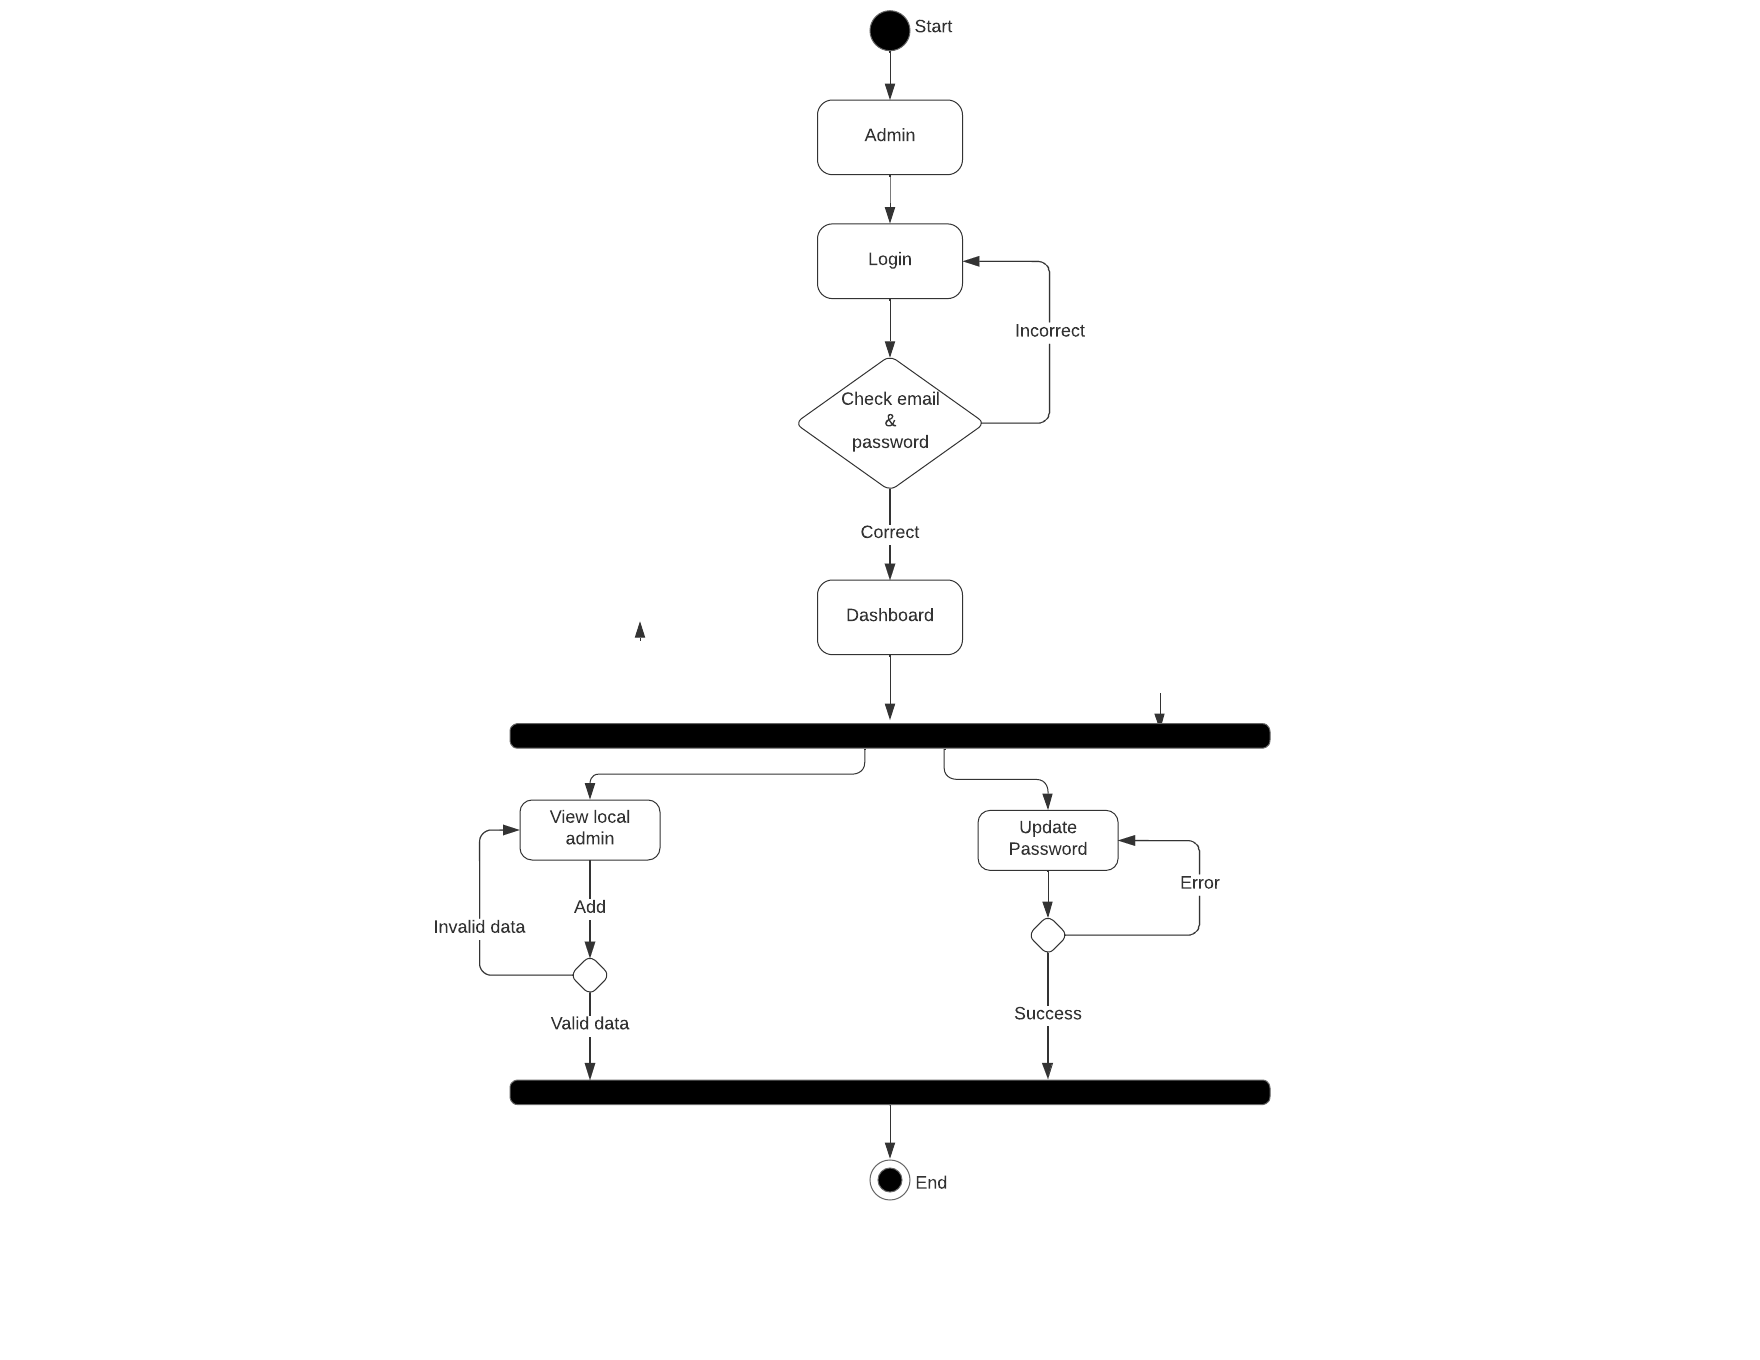 Start
Admin
Login
Incorrect
Check email
&
password
Correct
Dashboard
View local
admin
Update
Password
Error
Add
Invalid data
Success
Valid data
End